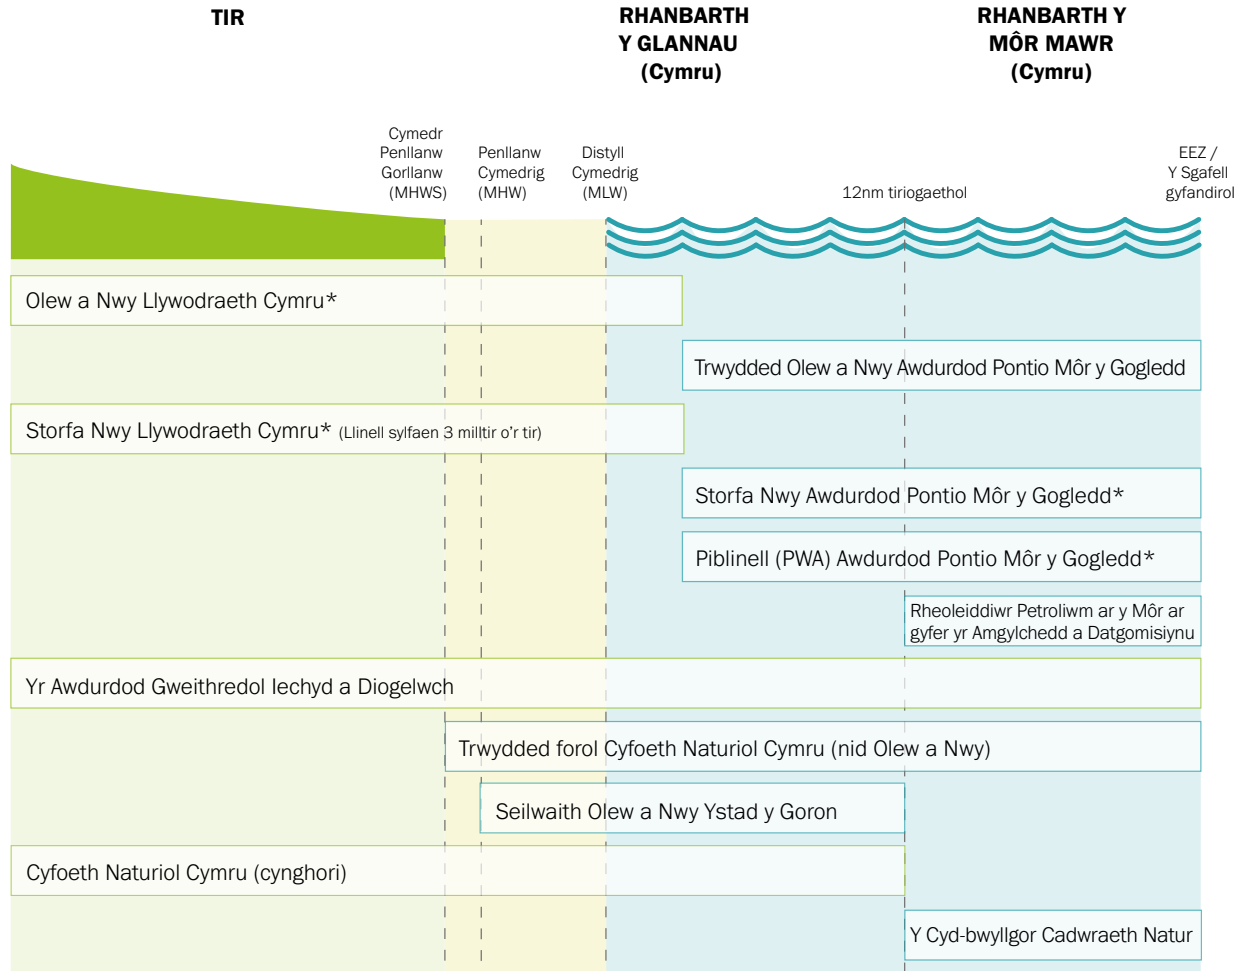 TIR
RHANBARTH
Y GLANNAU
(Cymru)
RHANBARTH Y
MÔR MAWR
(Cymru)
Cymedr
Penllanw
Gorllanw
(MHWS)
Penllanw
Cymedrig
(MHW)
Distyll
Cymedrig
(MLW)
12nm tiriogaethol
EEZ /
Y Sgafell
gyfandirol
Olew a Nwy Llywodraeth Cymru*
Trwydded Olew a Nwy Awdurdod Pontio Môr y Gogledd
Storfa Nwy Llywodraeth Cymru* (Llinell sylfaen 3 milltir o'r tir)
Storfa Nwy Awdurdod Pontio Môr y Gogledd*
Piblinell (PWA) Awdurdod Pontio Môr y Gogledd*
Rheoleiddiwr Petroliwm ar y Môr ar
gyfer yr Amgylchedd a Datgomisiynu
Yr Awdurdod Gweithredol Iechyd a Diogelwch
Trwydded forol Cyfoeth Naturiol Cymru (nid Olew a Nwy)
Seilwaith Olew a Nwy Ystad y Goron
Cyfoeth Naturiol Cymru (cynghori)
Y Cyd-bwyllgor Cadwraeth Natur